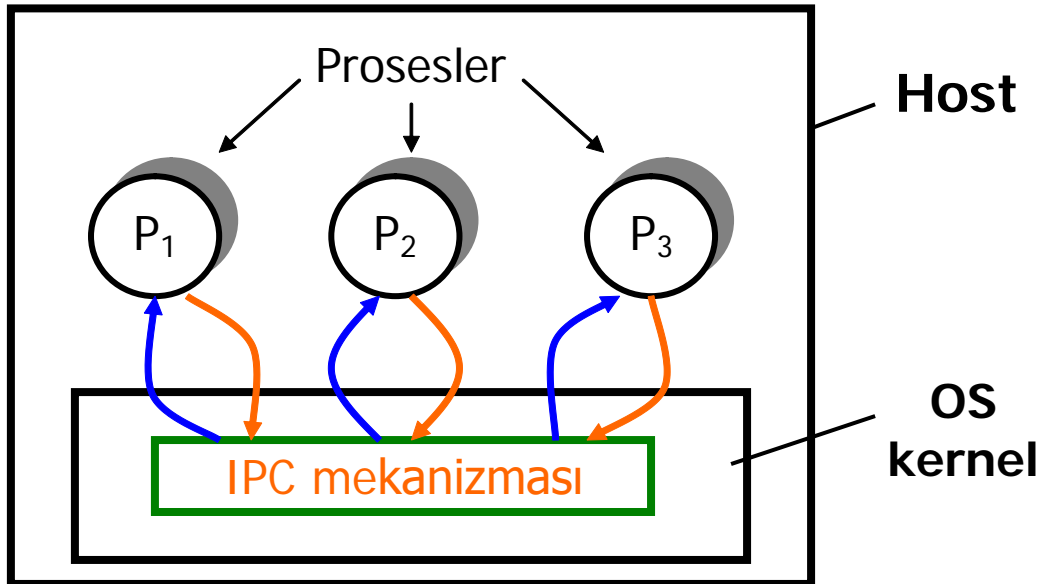 Prosesler
Host
P₁
P₂
P₃
OS
kernel
IPC mekanizması